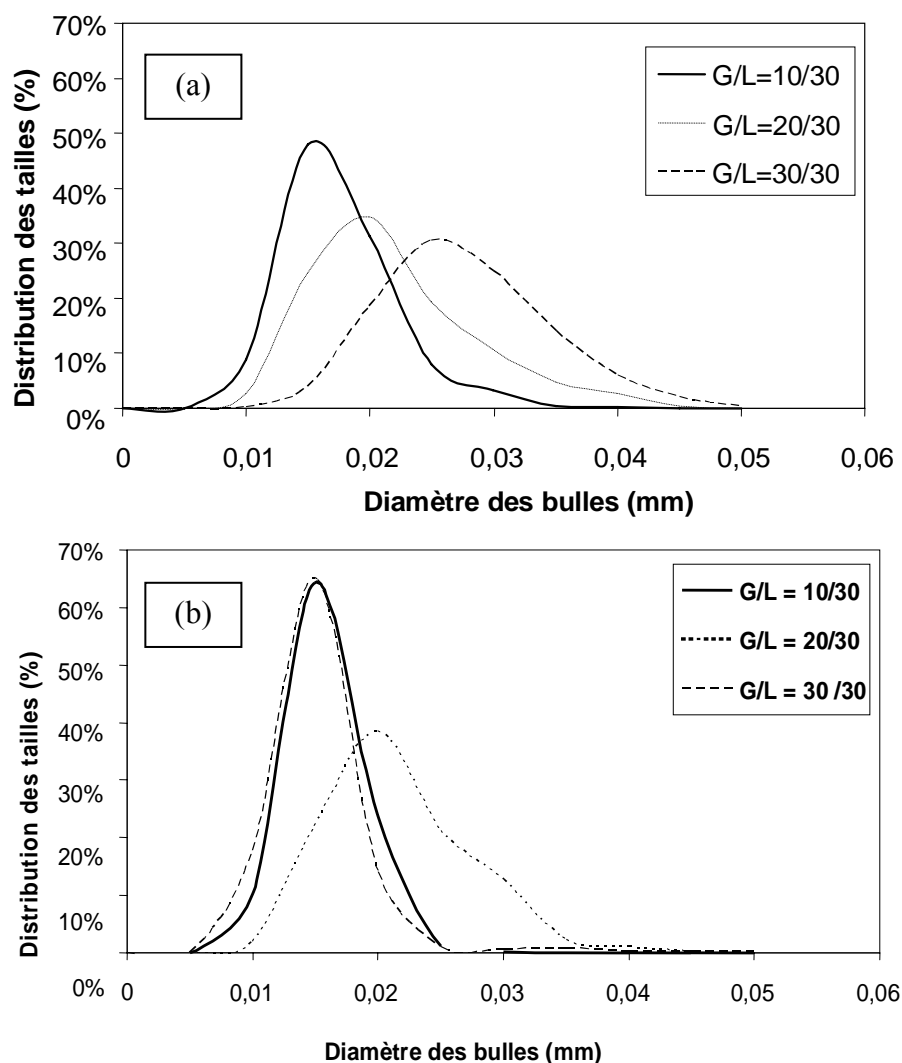 70%
60%
50%
40%
30%
20%
10%
0%
Distribution des tailles (%)
(a)
G/L=10/30
G/L=20/30
G/L=30/30
0 0,01 0,02 0,03 0,04 0,05 0,06
Diamètre des bulles (mm)
70%
60%
50%
40%
30%
20%
10%
0%
Distribution des tailles (%)
(b)
G/L = 10/30
G/L = 20/30
G/L = 30 /30
0 0,01 0,02 0,03 0,04 0,05 0,06
Diamètre des bulles (mm)